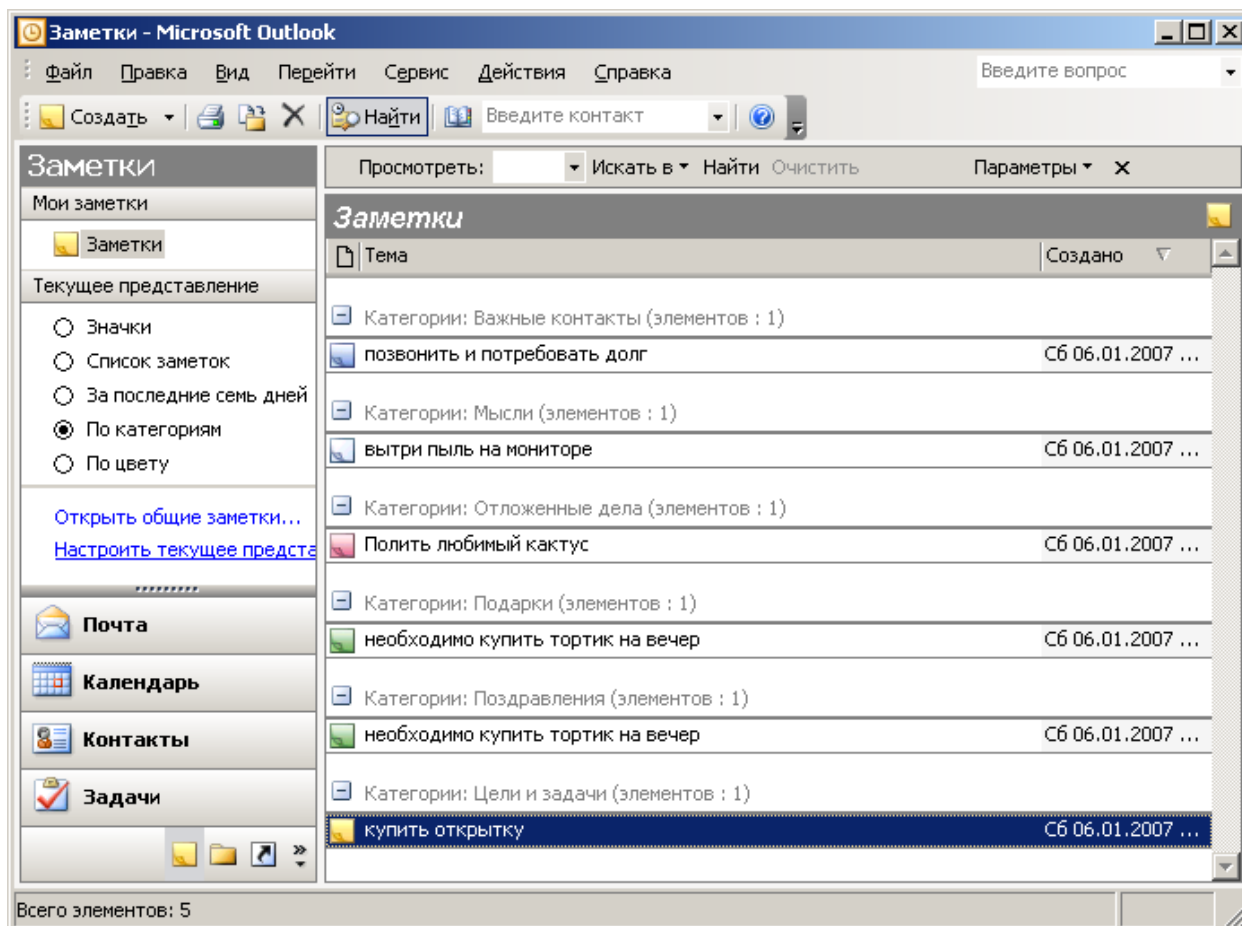 Заметки - Microsoft Outlook
Файл Правка Вид Перейти Сервис Действия Справка Введите вопрос
Создать Найти Введите контакт
Заметки
Мои заметки
Заметки
Текущее представление
Значки
Список заметок
За последние семь дней
По категориям
По цвету
Открыть общие заметки...
Настроить текущее предста
Почта
Календарь
Контакты
Задачи
Просмотреть: Искать в Найти Очистить Параметры
Заметки
Тема Создано
Категории: Важные контакты (элементов : 1)
позвонить и потребовать долг Сб 06.01.2007 ...
Категории: Мысли (элементов : 1)
вытри пыль на мониторе Сб 06.01.2007 ...
Категории: Отложенные дела (элементов : 1)
Полить любимый кактус Сб 06.01.2007 ...
Категории: Подарки (элементов : 1)
необходимо купить тортик на вечер Сб 06.01.2007 ...
Категории: Поздравления (элементов : 1)
необходимо купить тортик на вечер Сб 06.01.2007 ...
Категории: Цели и задачи (элементов : 1)
купить открытку Сб 06.01.2007 ...
Всего элементов: 5